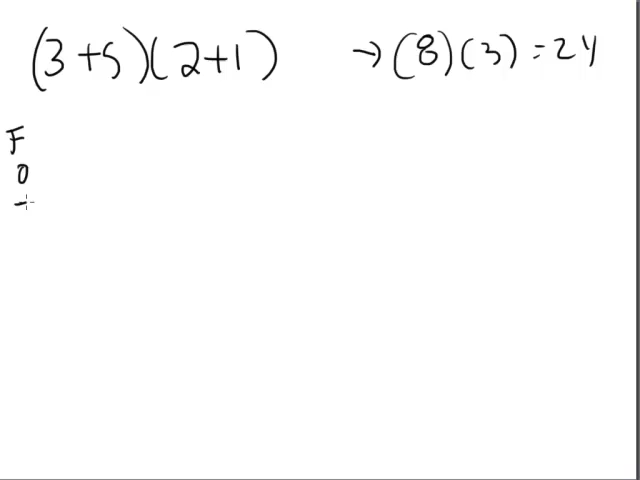 (3+5)(2+1) → (8)(3) = 24
F
O